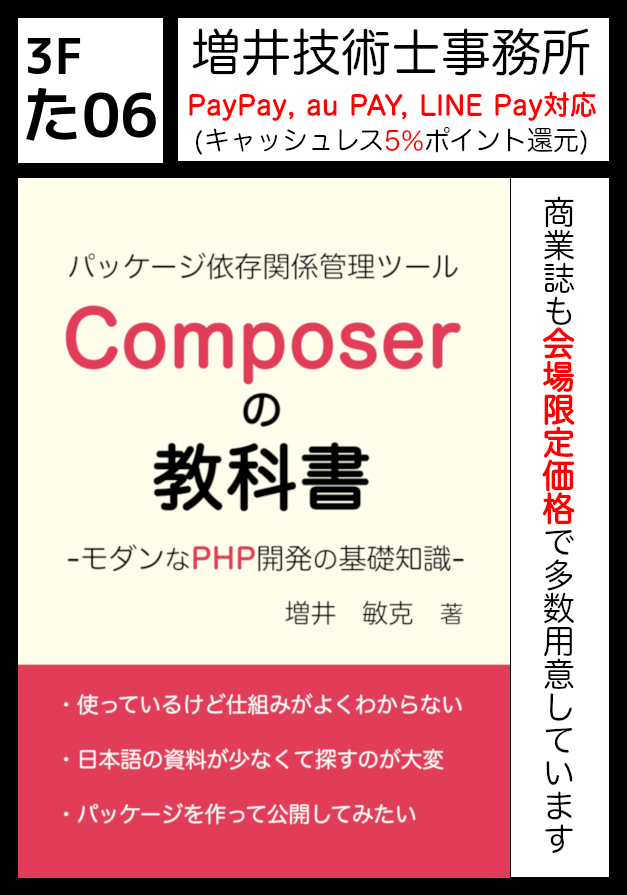 3F
た06
増井技術士事務所
PayPay, au PAY, LINE Pay対応
(キャッシュレス5%ポイント還元)
パッケージ依存関係管理ツール
Composer
の
教科書
-モダンなPHP開発の基礎知識-
増井 敏克 著
・使っているけど仕組みがよくわからない
・日本語の資料が少なくて探すのが大変
・パッケージを作って公開してみたい
商業誌も会場限定価格で多数用意しています